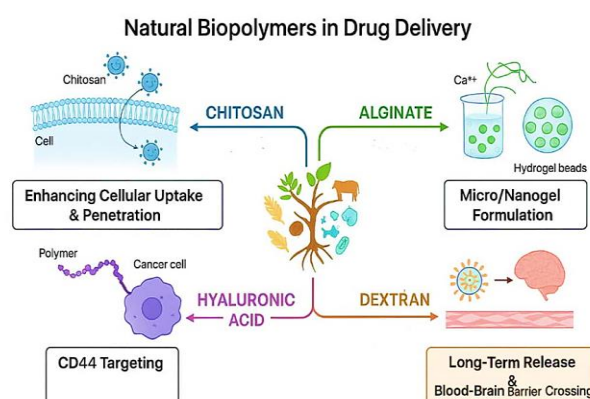 Natural Biopolymers in Drug Delivery
Chitosan
Cell
CHITOSAN
Enhancing Cellular Uptake
& Penetration
ALGINATE
Ca⁺⁺
Hydrogel beads
Micro/Nanogel
Formulation
Polymer
Cancer cell
HYALURONIC
ACID
CD44 Targeting
DEXTRAN
Long-Term Release
&
Blood-Brain Barrier Crossing